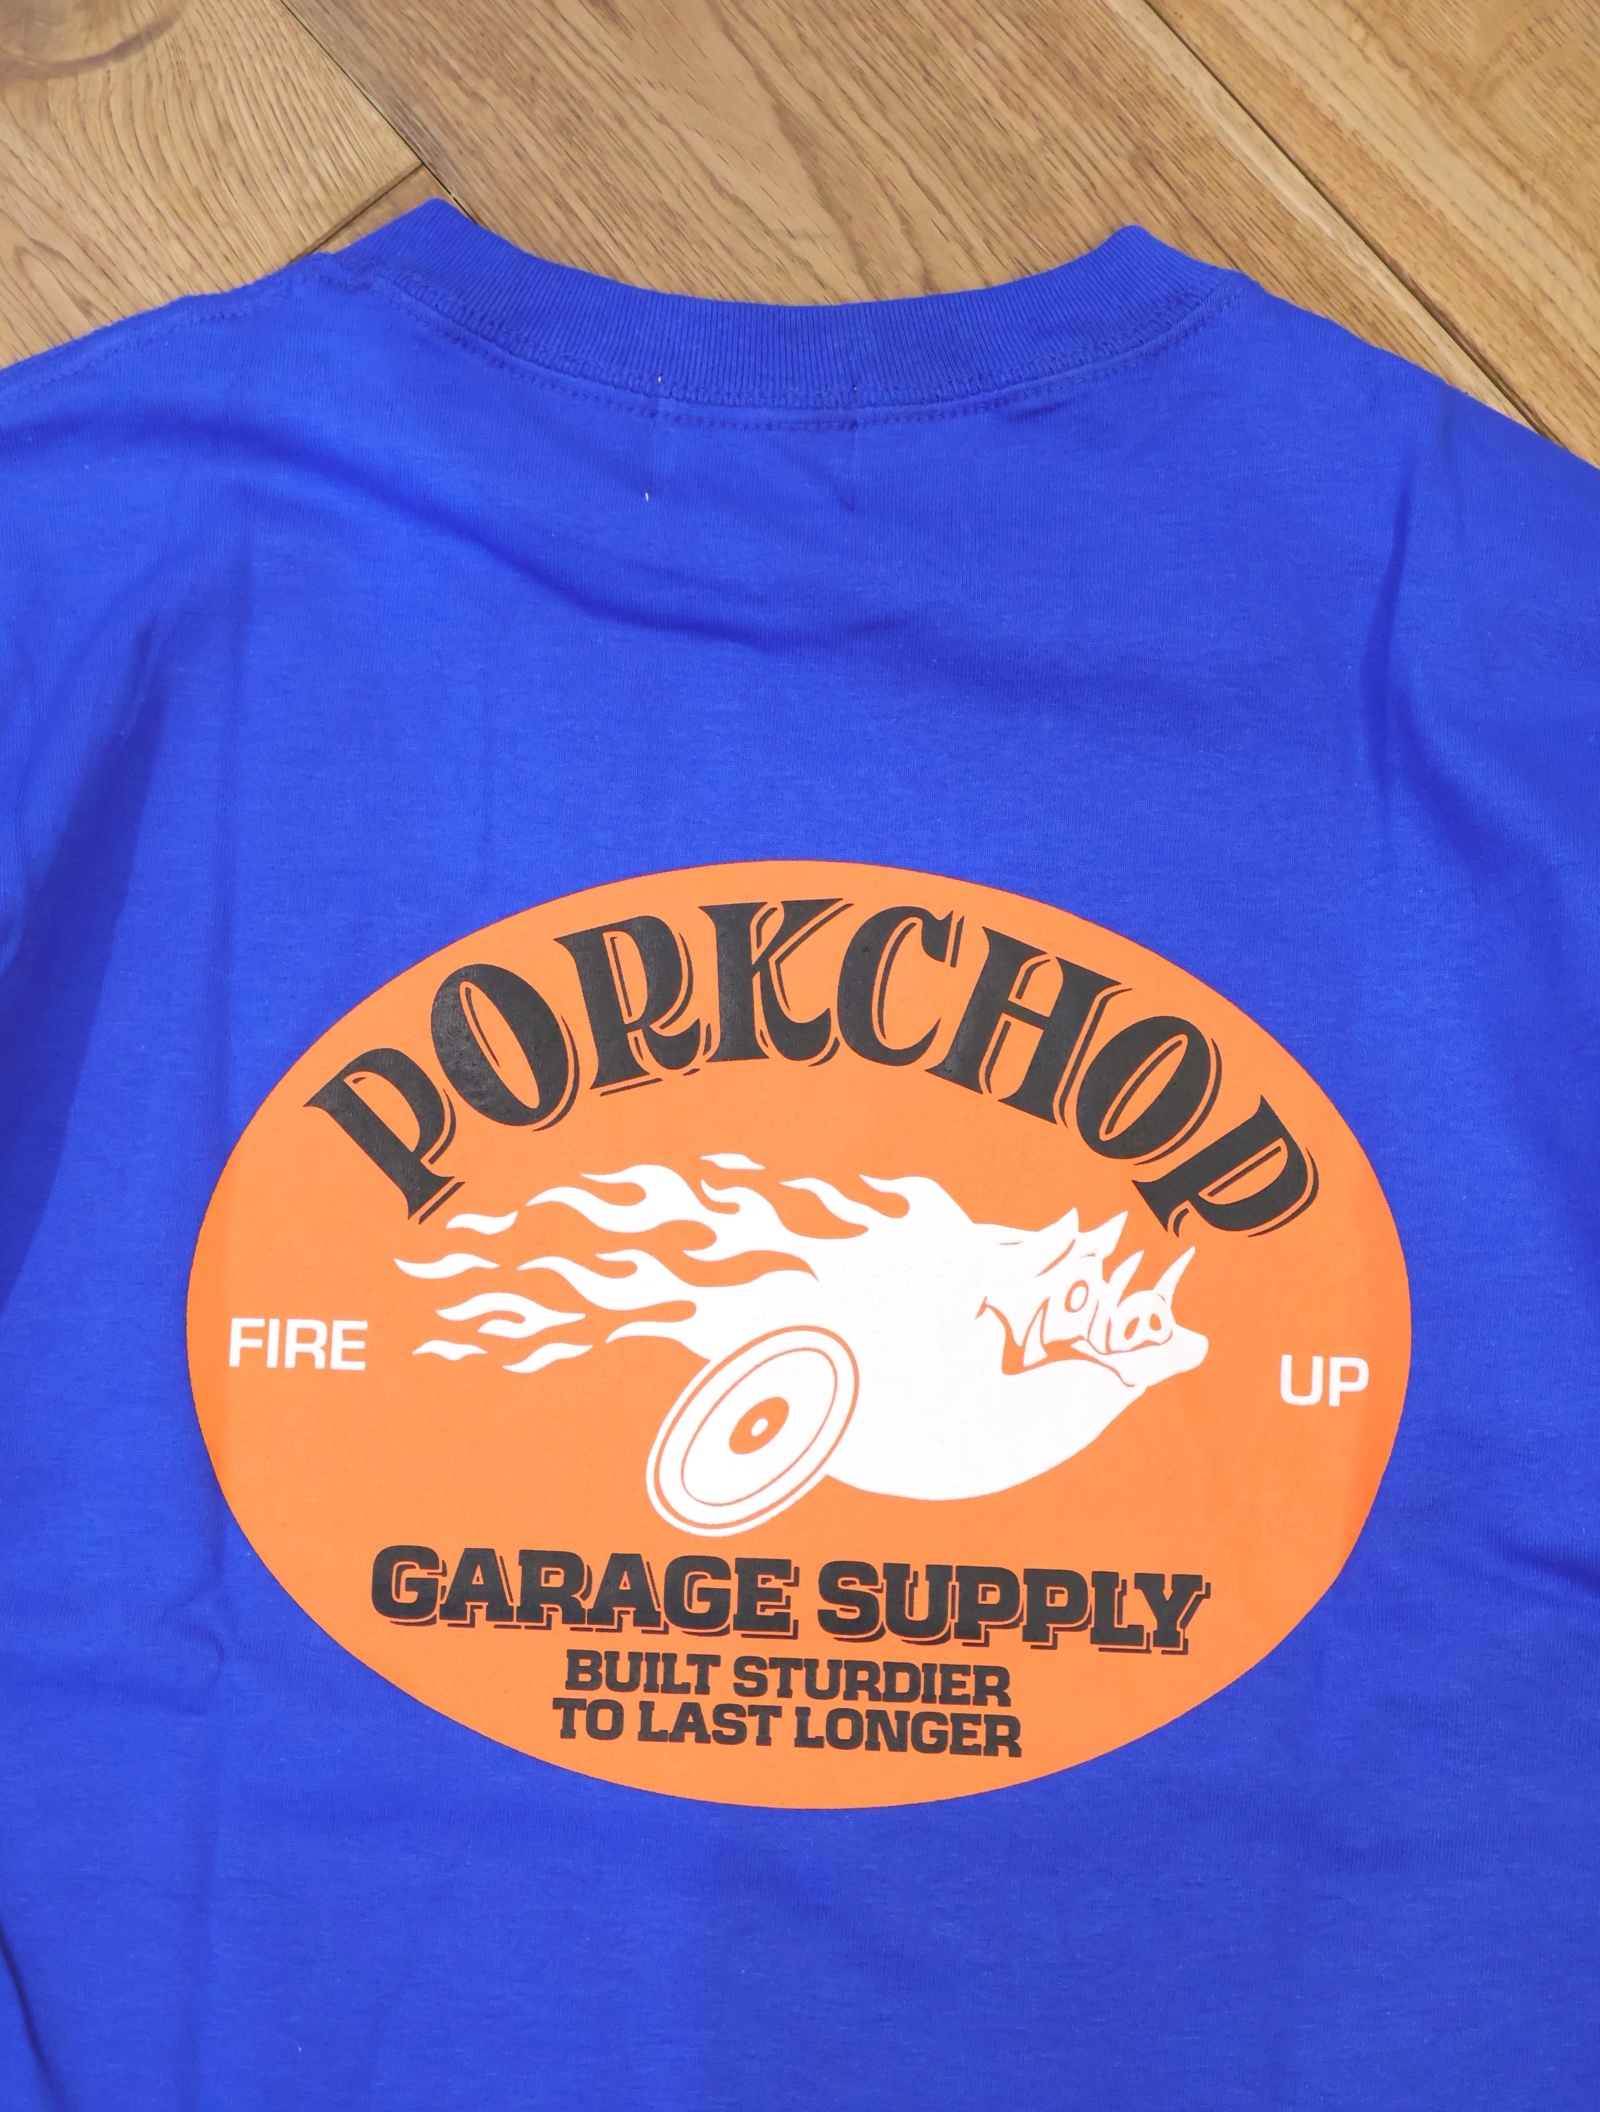 PORKCHOP
FIRE UP
GARAGE SUPPLY
BUILT STURDIER
TO LAST LONGER